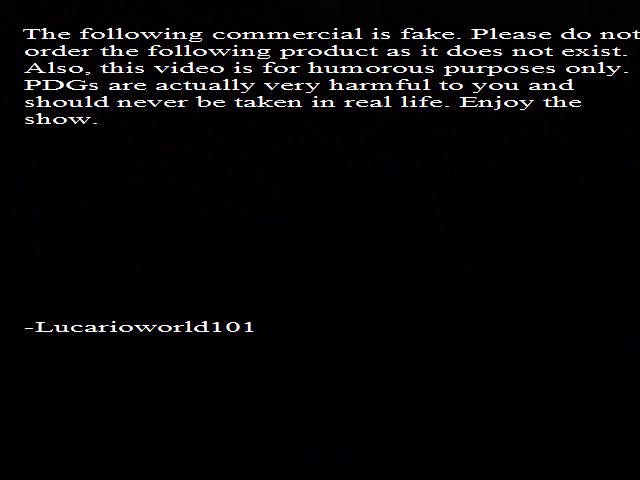 The following commercial is fake. Please do not
order the following product as it does not exist.
Also, this video is for humorous purposes only.
PDGs are actually very harmful to you and
should never be taken in real life. Enjoy the
show.
-Lucarioworld101